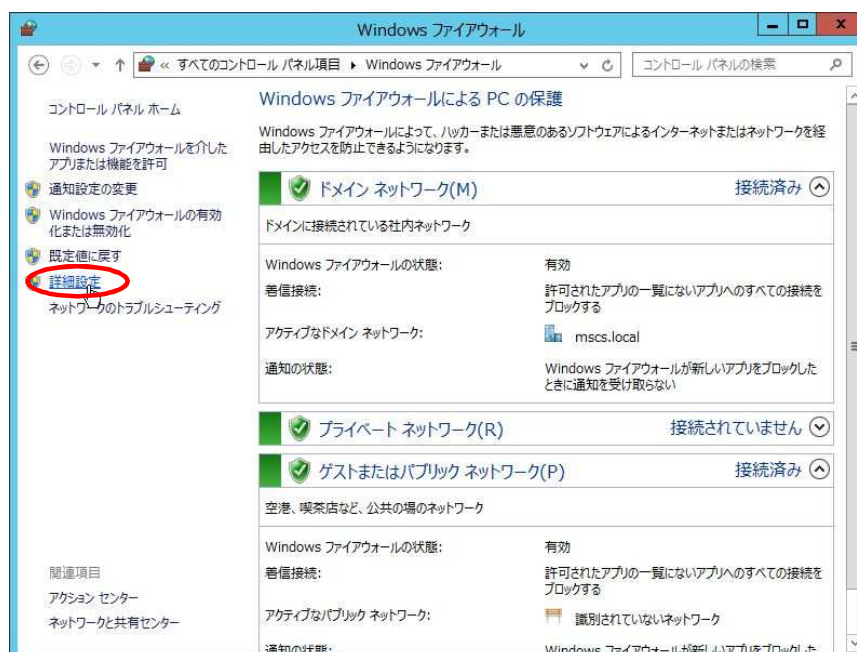 Windows ファイアウォール
« すべてのコントロール パネル項目 ▸ Windows ファイアウォール
コントロール パネルの検索
コントロール パネル ホーム
Windows ファイアウォールを介した
アプリまたは機能を許可
通知設定の変更
Windows ファイアウォールの有効
化または無効化
既定値に戻す
詳細設定
ネットワークのトラブルシューティング
関連項目
アクション センター
ネットワークと共有センター
Windows ファイアウォールによる PC の保護
Windows ファイアウォールによって、ハッカーまたは悪意のあるソフトウェアによるインターネットまたはネットワークを経
由したアクセスを防止できるようになります。
ドメイン ネットワーク(M) 接続済み
ドメインに接続されている社内ネットワーク
Windows ファイアウォールの状態: 有効
着信接続: 許可されたアプリの一覧にないアプリへのすべての接続を
ブロックする
アクティブなドメイン ネットワーク: mscs.local
通知の状態: Windows ファイアウォールが新しいアプリをブロックした
ときに通知を受け取らない
プライベート ネットワーク(R) 接続されていません
ゲストまたはパブリック ネットワーク(P) 接続済み
空港、喫茶店など、公共の場のネットワーク
Windows ファイアウォールの状態: 有効
着信接続: 許可されたアプリの一覧にないアプリへのすべての接続を
ブロックする
アクティブなパブリック ネットワーク: 識別されていないネットワーク
通知の状態: Windows ファイアウォールが新しいアプリをブロックした